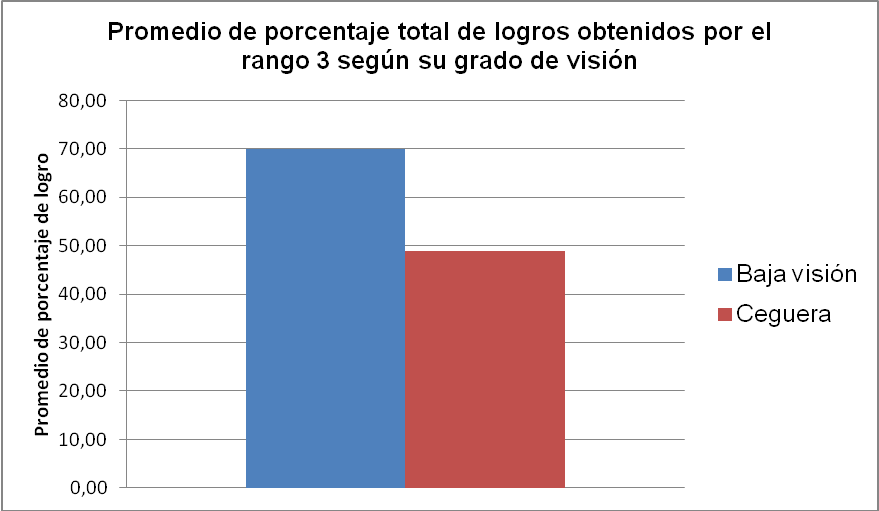 Promedio de porcentaje total de logros obtenidos por el
rango 3 según su grado de visión
Promedio de porcentaje de logro
80,00
70,00
60,00
50,00
40,00
30,00
20,00
10,00
0,00
Baja visión
Ceguera